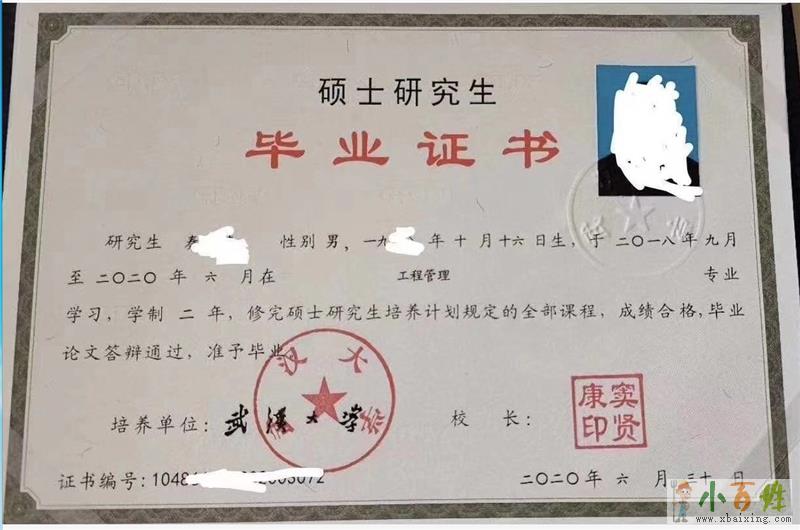 硕士研究生
毕业证书
研究生 秦 性别 男，一九 年 十 月 十六 日生，于 二〇一八 年 九 月
至 二〇二〇 年 六 月在 工程管理 专业
学习，学制 二 年，修完硕士研究生培养计划规定的全部课程，成绩合格，毕业
论文答辩通过，准予毕业。
培养单位：武汉大学
汉大
校 长：
窦贤康印
证书编号：1048 02003072
二〇二〇年 六 月 三十 日
小百姓
www.xbaixing.com